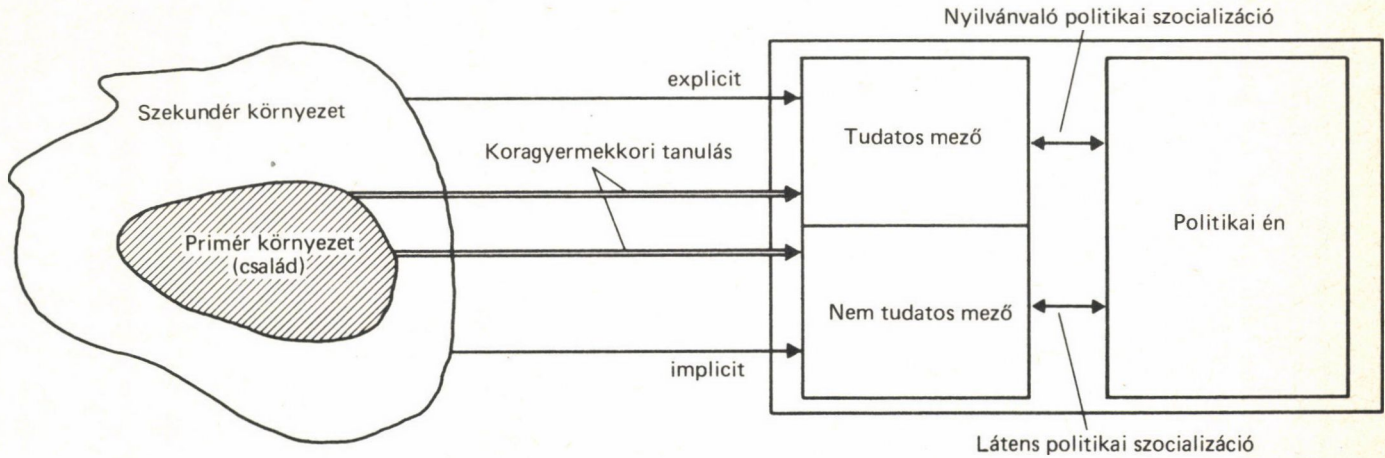 Nyilvánvaló politikai szocializáció
explicit
Szekundér környezet
Koragyermekkori tanulás
Tudatos mező
Primér környezet
(család)
Politikai én
Nem tudatos mező
implicit
Látens politikai szocializáció